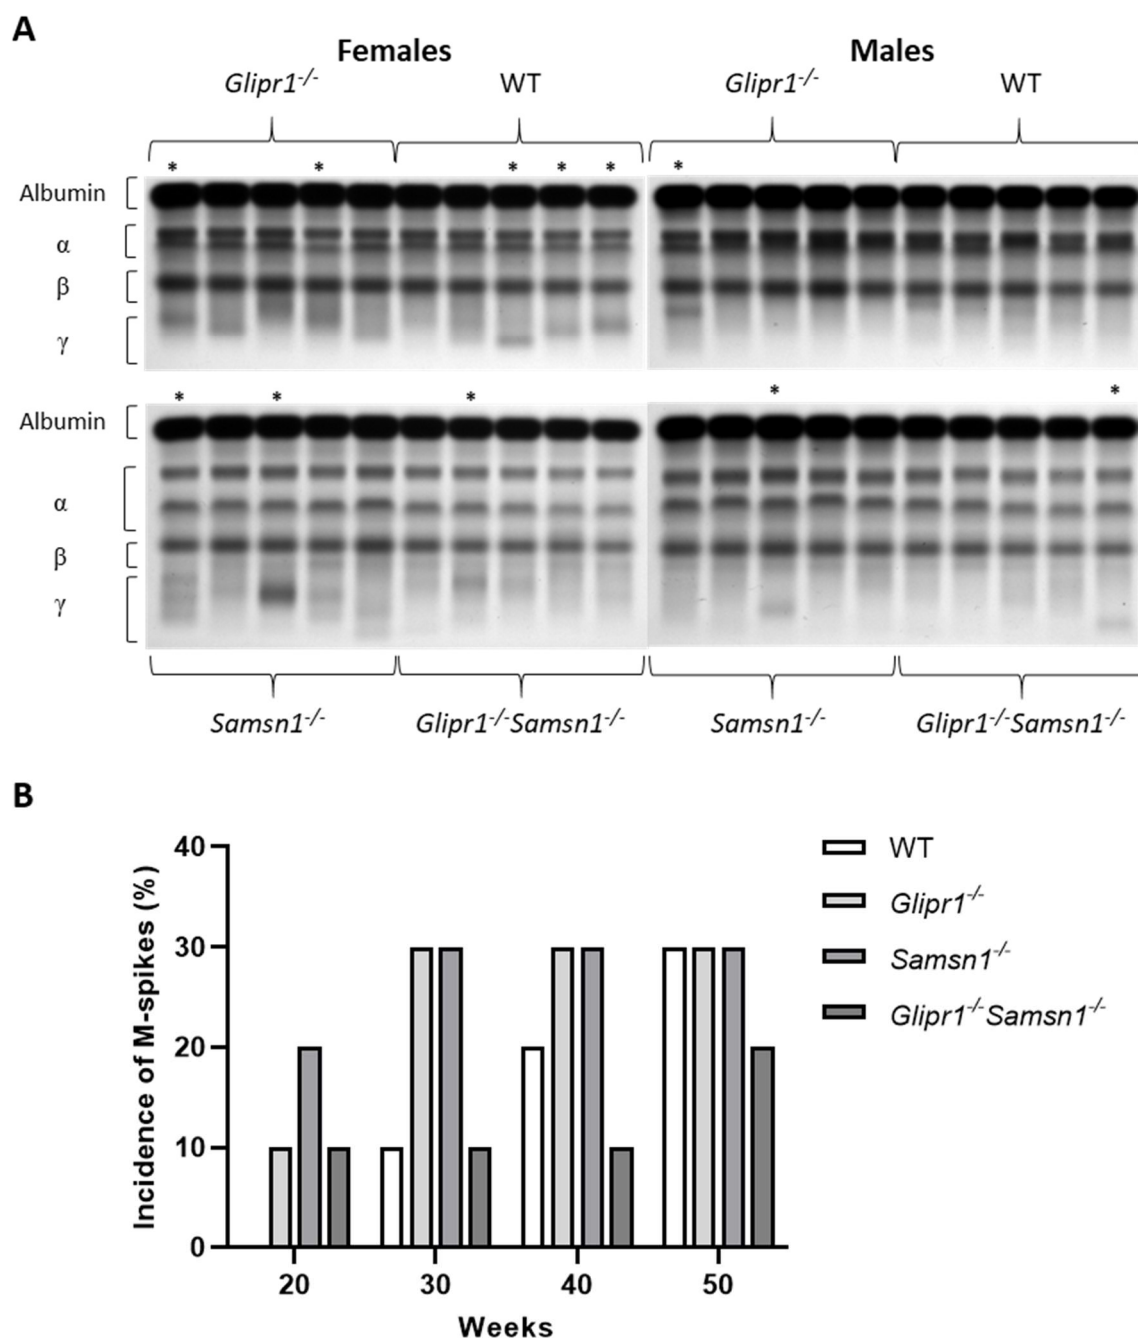 A
Females Males
Glipr1-/- WT Glipr1-/- WT
* * * * * *
Albumin
α
β
γ
* * * * *
Albumin
α
β
γ
Samsn1-/- Glipr1-/-Samsn1-/- Samsn1-/- Glipr1-/-Samsn1-/-
B
Incidence of M-spikes (%)
40
30
20
10
0
20 30 40 50
Weeks
WT
Glipr1-/-
Samsn1-/-
Glipr1-/-Samsn1-/-